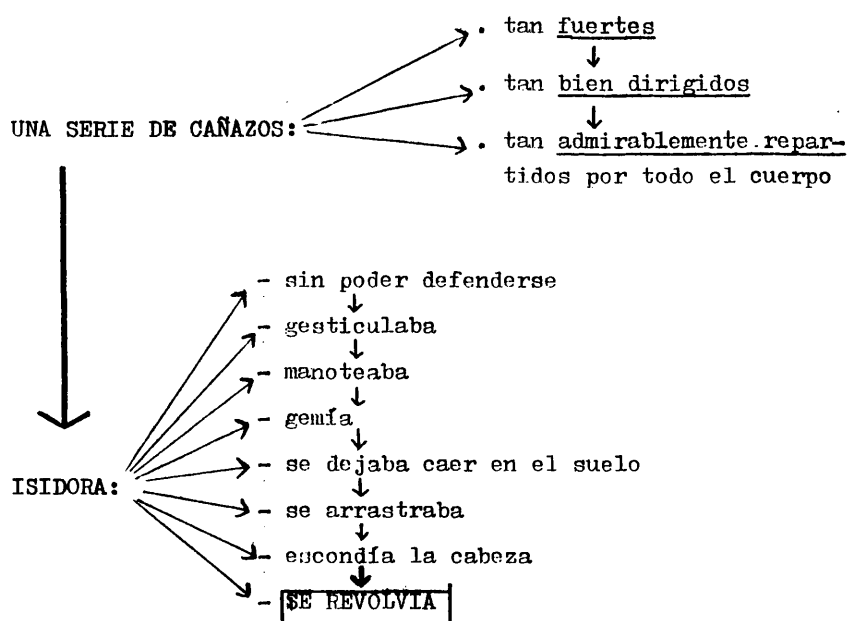 . tan fuertes
. tan bien dirigidos
UNA SERIE DE CAÑAZOS:
. tan admirablemente repar-
tidos por todo el cuerpo
- sin poder defenderse
- gesticulaba
- manoteaba
- gemía
- se dejaba caer en el suelo
ISIDORA:
- se arrastraba
- escondía la cabeza
- SE REVOLVIA